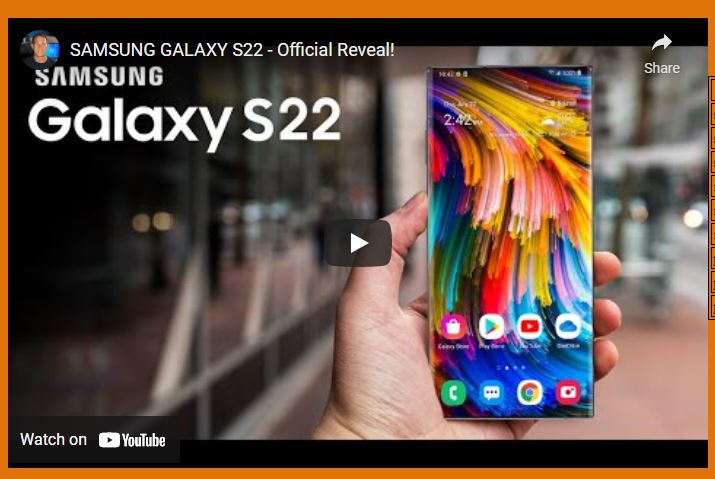 SAMSUNG GALAXY S22 - Official Reveal!
Share
SAMSUNG
Galaxy S22
2:42
Galaxy Store
Play Store
YouTube
OneDrive
Watch on YouTube